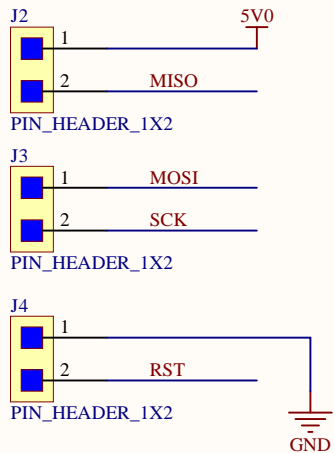 J2
5V0
1
2 MISO
PIN_HEADER_1X2
J3
1 MOSI
2 SCK
PIN_HEADER_1X2
J4
1
2 RST
PIN_HEADER_1X2
GND